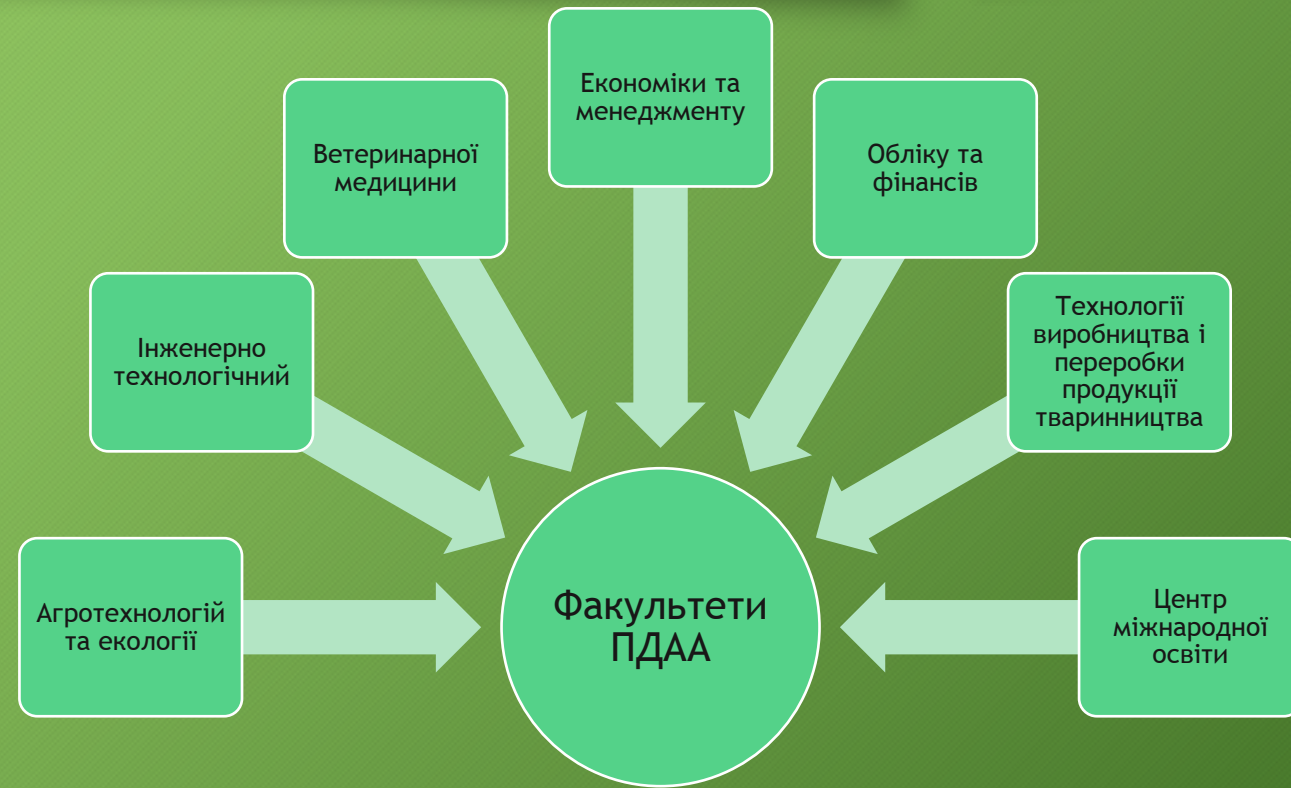 Економіки та
менеджменту
Ветеринарної
медицини
Обліку та
фінансів
Інженерно
технологічний
Технології
виробництва і
переробки
продукції
тваринництва
Агротехнологій
та екології
Факультети
ПДАА
Центр
міжнародної
освіти